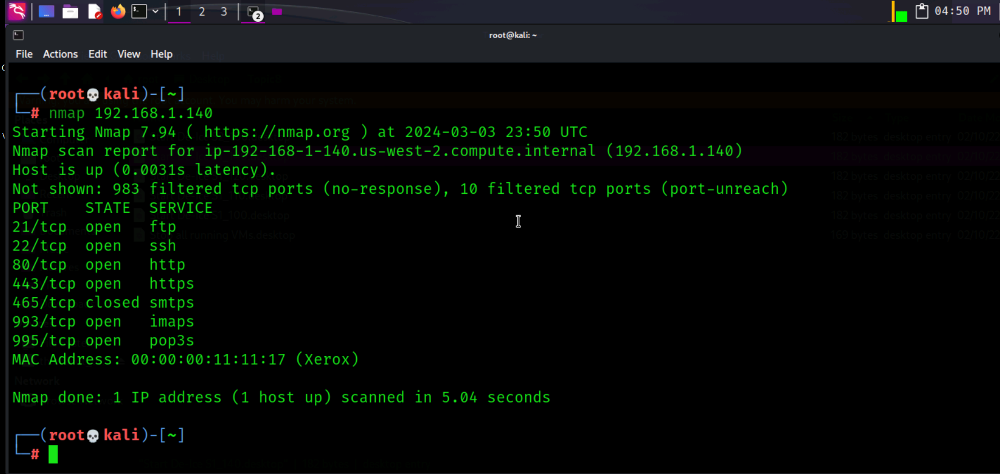 1 2 3 2 04:50 PM
root@kali: ~
File Actions Edit View Help
(root💀kali)-[~]
# nmap 192.168.1.140
Starting Nmap 7.94 ( https://nmap.org ) at 2024-03-03 23:50 UTC
Nmap scan report for ip-192-168-1-140.us-west-2.compute.internal (192.168.1.140)
Host is up (0.0031s latency).
Not shown: 983 filtered tcp ports (no-response), 10 filtered tcp ports (port-unreach)
PORT STATE SERVICE
21/tcp open ftp
22/tcp open ssh
80/tcp open http
443/tcp open https
465/tcp closed smtps
993/tcp open imaps
995/tcp open pop3s
MAC Address: 00:00:00:11:11:17 (Xerox)
Network
Nmap done: 1 IP address (1 host up) scanned in 5.04 seconds
(root💀kali)-[~]
#